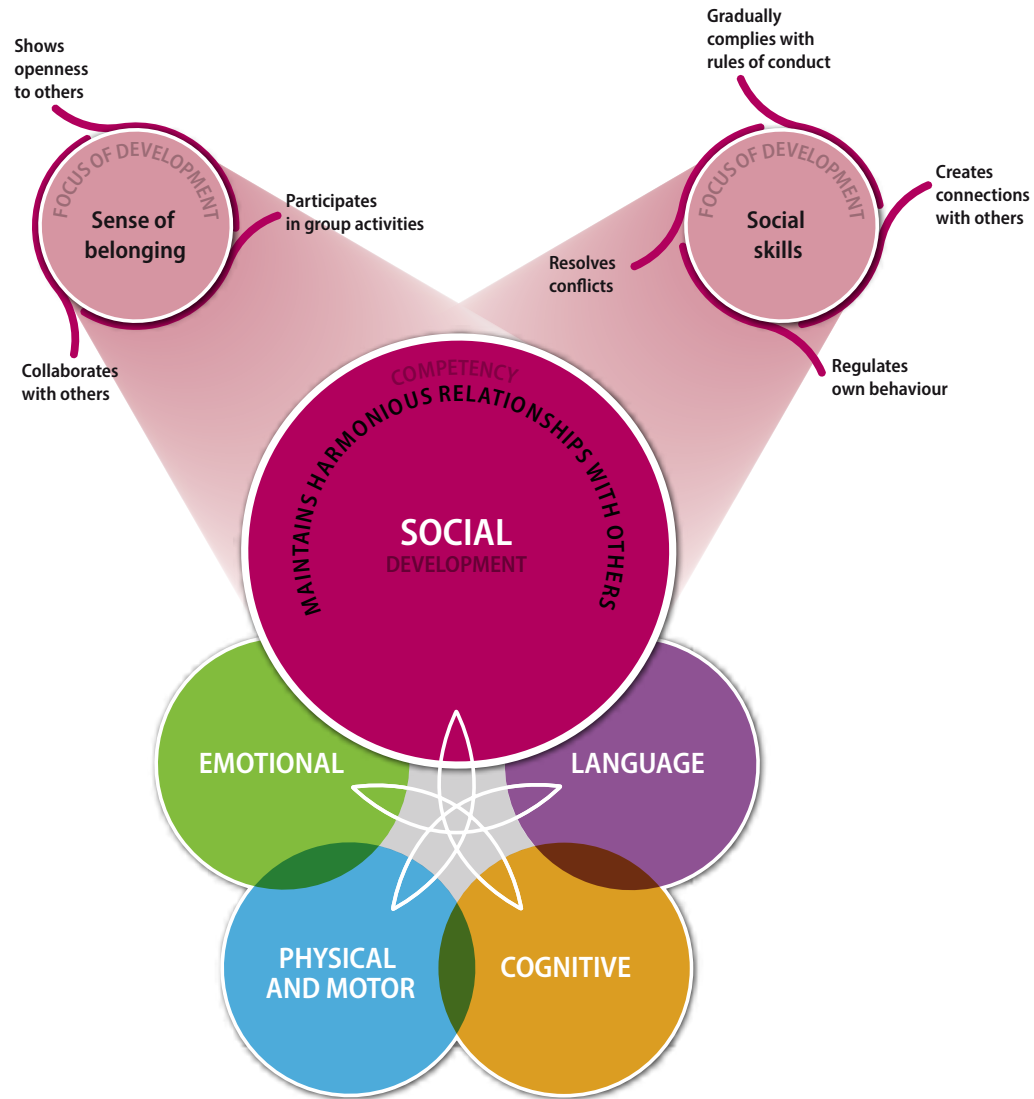 Shows
openness
to others
FOCUS OF DEVELOPMENT
Sense of
belonging
Participates
in group activities
Collaborates
with others
Gradually
complies with
rules of conduct
FOCUS OF DEVELOPMENT
Social
skills
Creates
connections
with others
Resolves
conflicts
Regulates
own behaviour
COMPETENCY
MAINTAINS HARMONIOUS RELATIONSHIPS WITH OTHERS
SOCIAL
DEVELOPMENT
EMOTIONAL
LANGUAGE
PHYSICAL
AND MOTOR
COGNITIVE